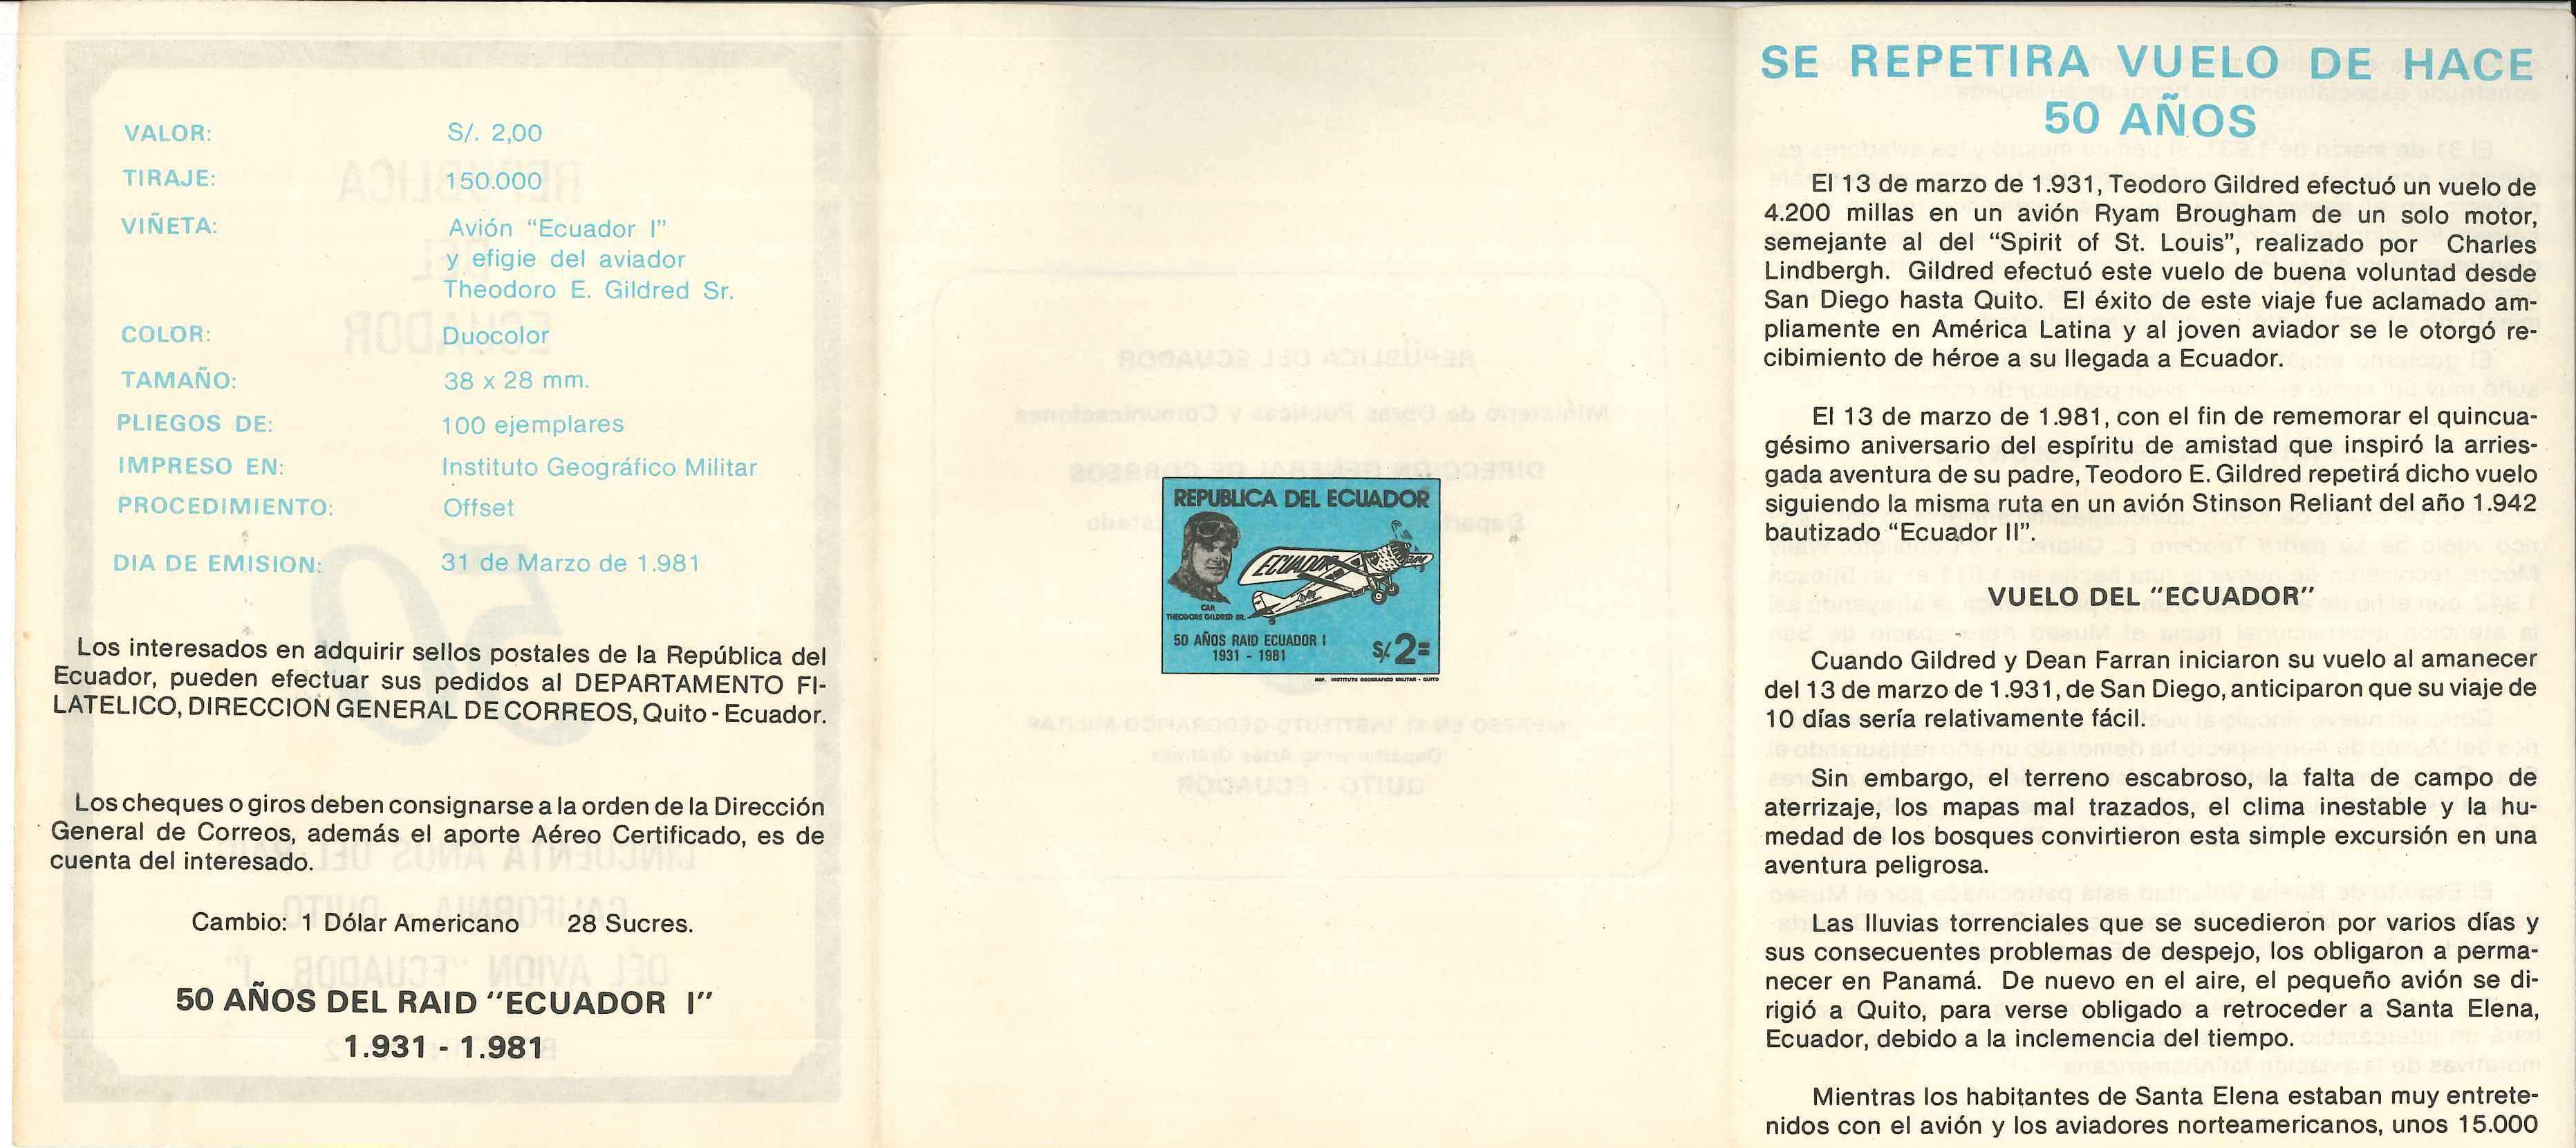 VALOR: S/. 2,00
TIRAJE: 150.000
VIÑETA: Avión "Ecuador I"
y efigie del aviador
Theodoro E. Gildred Sr.
COLOR: Duocolor
TAMAÑO: 38 x 28 mm.
PLIEGOS DE: 100 ejemplares
IMPRESO EN: Instituto Geográfico Militar
PROCEDIMIENTO: Offset
DIA DE EMISION: 31 de Marzo de 1.981
Los interesados en adquirir sellos postales de la República del
Ecuador, pueden efectuar sus pedidos al DEPARTAMENTO FI-
LATELICO, DIRECCION GENERAL DE CORREOS, Quito - Ecuador.
Los cheques o giros deben consignarse a la orden de la Dirección
General de Correos, además el aporte Aéreo Certificado, es de
cuenta del interesado.
Cambio: 1 Dólar Americano 28 Sucres.
50 AÑOS DEL RAID "ECUADOR I"
1.931 - 1.981
REPUBLICA DEL ECUADOR
ECUADOR
CAP.
THEODORE GILDRED SR.
50 AÑOS RAID ECUADOR I
1931 - 1981
S/. 2=
IMP. INSTITUTO GEOGRAFICO MILITAR - QUITO
SE REPETIRA VUELO DE HACE
50 AÑOS
El 13 de marzo de 1.931, Teodoro Gildred efectuó un vuelo de
4.200 millas en un avión Ryam Brougham de un solo motor,
semejante al del "Spirit of St. Louis", realizado por Charles
Lindbergh. Gildred efectuó este vuelo de buena voluntad desde
San Diego hasta Quito. El éxito de este viaje fue aclamado am-
pliamente en América Latina y al joven aviador se le otorgó re-
cibimiento de héroe a su llegada a Ecuador.
El 13 de marzo de 1.981, con el fin de rememorar el quincua-
gésimo aniversario del espíritu de amistad que inspiró la arries-
gada aventura de su padre, Teodoro E. Gildred repetirá dicho vuelo
siguiendo la misma ruta en un avión Stinson Reliant del año 1.942
bautizado "Ecuador II".
VUELO DEL "ECUADOR"
Cuando Gildred y Dean Farran iniciaron su vuelo al amanecer
del 13 de marzo de 1.931, de San Diego, anticiparon que su viaje de
10 días sería relativamente fácil.
Sin embargo, el terreno escabroso, la falta de campo de
aterrizaje, los mapas mal trazados, el clima inestable y la hu-
medad de los bosques convirtieron esta simple excursión en una
aventura peligrosa.
Las lluvias torrenciales que se sucedieron por varios días y
sus consecuentes problemas de despejo, los obligaron a perma-
necer en Panamá. De nuevo en el aire, el pequeño avión se di-
rigió a Quito, para verse obligado a retroceder a Santa Elena,
Ecuador, debido a la inclemencia del tiempo.
Mientras los habitantes de Santa Elena estaban muy entrete-
nidos con el avión y los aviadores norteamericanos, unos 15.000